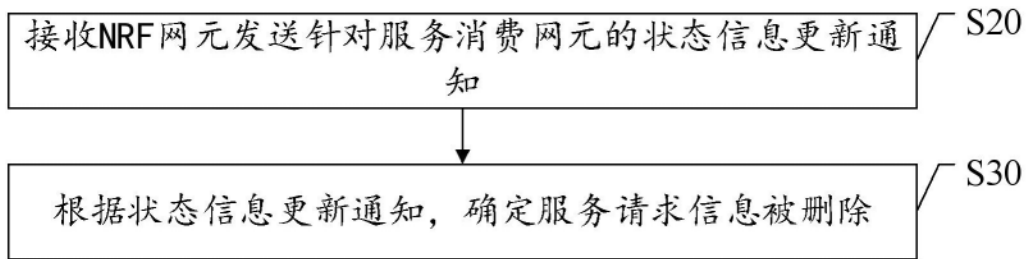 接收NRF网元发送针对服务消费网元的状态信息更新通
知
S20
根据状态信息更新通知，确定服务请求信息被删除
S30